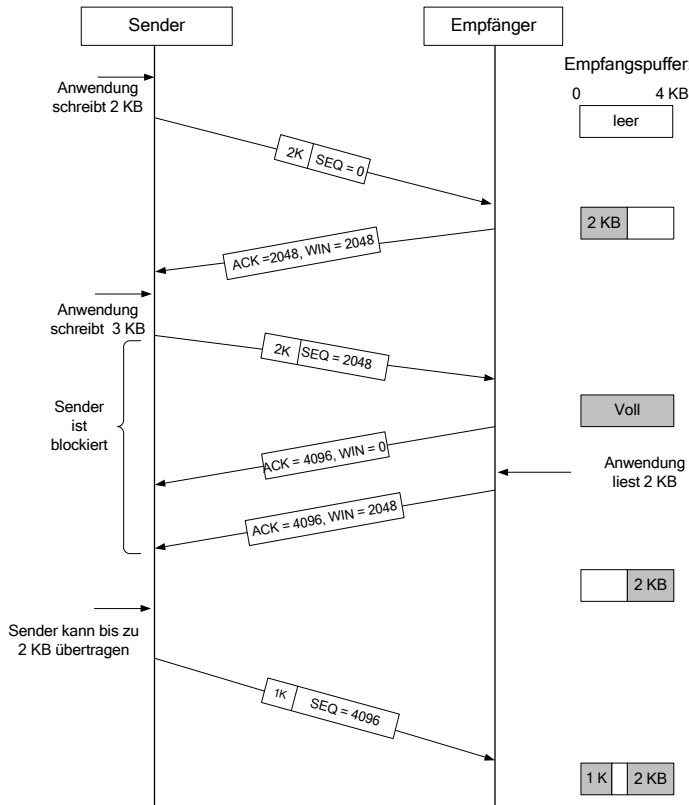 Sender
Empfänger
Empfangspuffer:
0 4 KB
leer
Anwendung
schreibt 2 KB
2K SEQ = 0
2 KB
ACK =2048, WIN = 2048
Anwendung
schreibt 3 KB
2K SEQ = 2048
Sender
ist
blockiert
Voll
ACK = 4096, WIN = 0
Anwendung
liest 2 KB
ACK = 4096, WIN = 2048
2 KB
Sender kann bis zu
2 KB übertragen
1K SEQ = 4096
1 K 2 KB